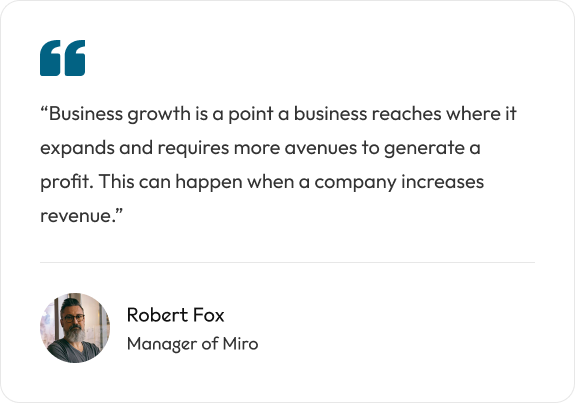 “Business growth is a point a business reaches where it
expands and requires more avenues to generate a
profit. This can happen when a company increases
revenue.”
Robert Fox
Manager of Miro